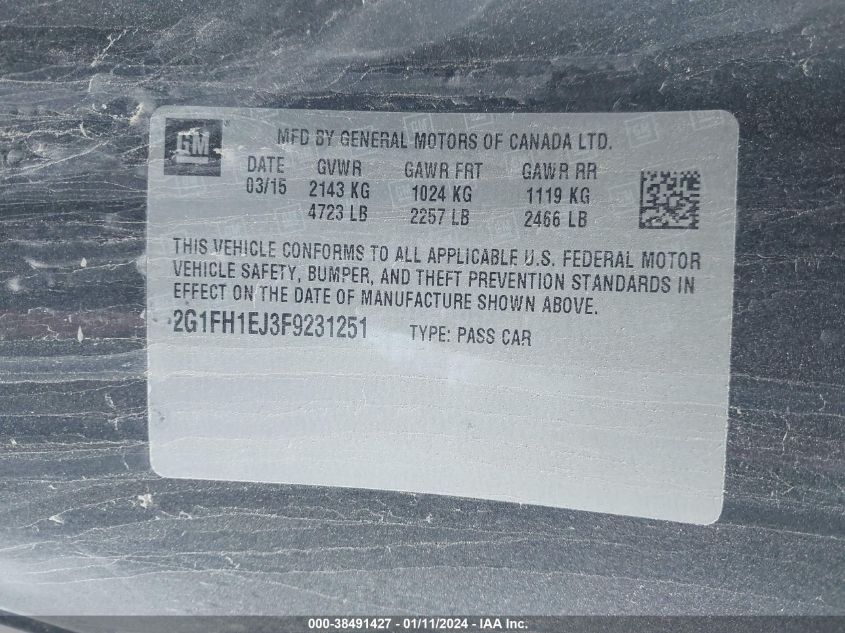 GM
MFD BY GENERAL MOTORS OF CANADA LTD.
DATE GVWR GAWR FRT GAWR RR
03/15 2143 KG 1024 KG 1119 KG
4723 LB 2257 LB 2466 LB
THIS VEHICLE CONFORMS TO ALL APPLICABLE U.S. FEDERAL MOTOR
VEHICLE SAFETY, BUMPER, AND THEFT PREVENTION STANDARDS IN
EFFECT ON THE DATE OF MANUFACTURE SHOWN ABOVE.
2G1FH1EJ3F9231251 TYPE: PASS CAR
000-38491427 - 01/11/2024 - IAA Inc.